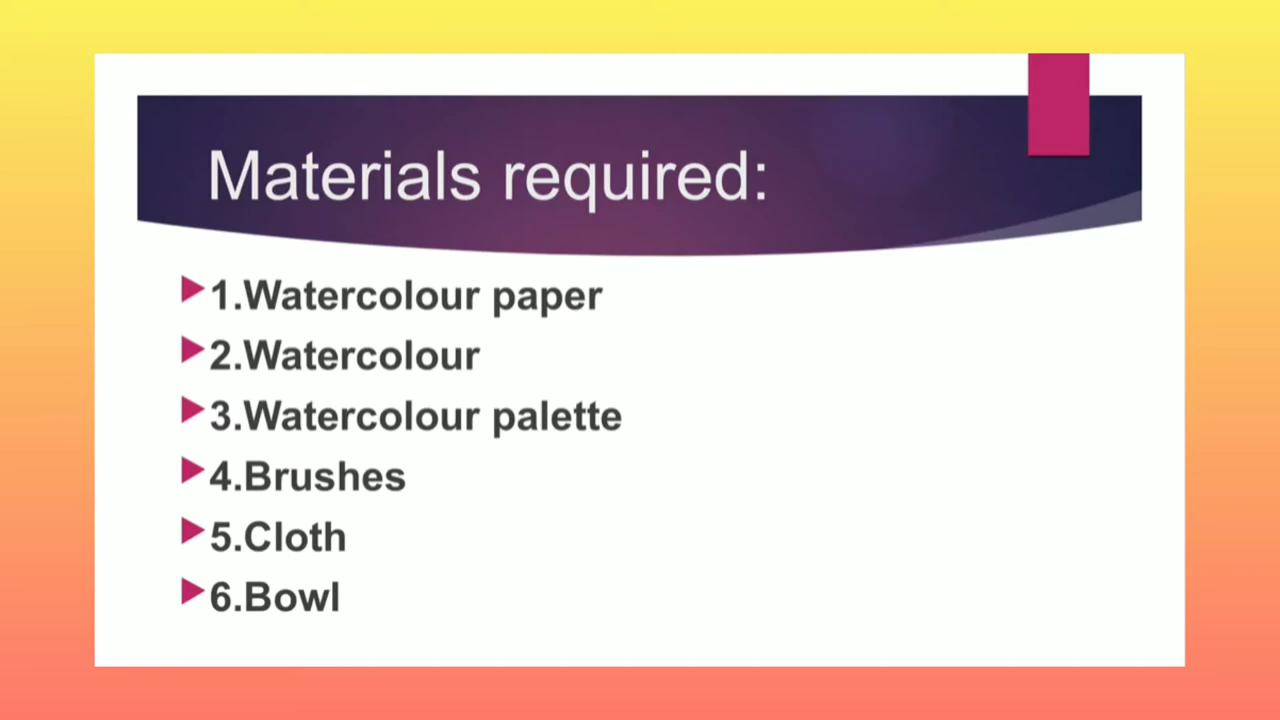 Materials required:
1.Watercolour paper
2.Watercolour
3.Watercolour palette
4.Brushes
5.Cloth
6.Bowl